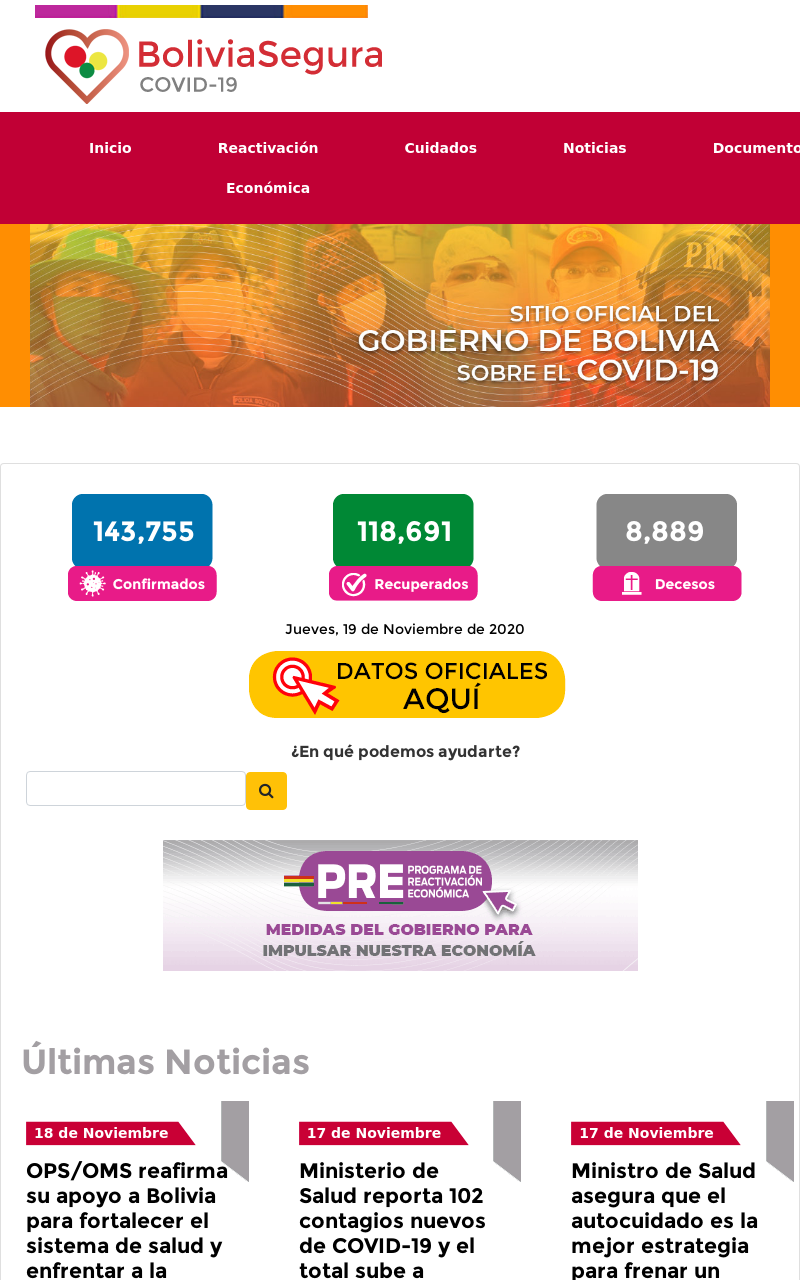 BoliviaSegura
COVID-19
Inicio
Reactivación
Económica
Cuidados
Noticias
Documento
PM
SITIO OFICIAL DEL
GOBIERNO DE BOLIVIA
SOBRE EL COVID-19
143,755
Confirmados
118,691
Recuperados
8,889
Decesos
Jueves, 19 de Noviembre de 2020
DATOS OFICIALES
AQUÍ
¿En qué podemos ayudarte?
PRE
PROGRAMA DE
REACTIVACIÓN
ECONÓMICA
MEDIDAS DEL GOBIERNO PARA
IMPULSAR NUESTRA ECONOMÍA
Últimas Noticias
18 de Noviembre
OPS/OMS reafirma
su apoyo a Bolivia
para fortalecer el
sistema de salud y
enfrentar a la
17 de Noviembre
Ministerio de
Salud reporta 102
contagios nuevos
de COVID-19 y el
total sube a
17 de Noviembre
Ministro de Salud
asegura que el
autocuidado es la
mejor estrategia
para frenar un